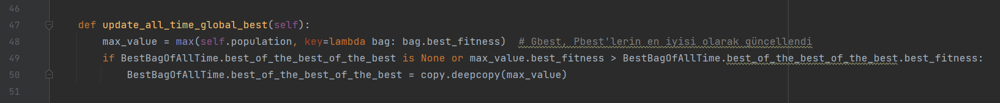 46
47 def update_all_time_global_best(self):
48 max_value = max(self.population, key=lambda bag: bag.best_fitness)  # Gbest, Pbest'lerin en iyisi olarak güncellendi
49 if BestBagOfAllTime.best_of_the_best_of_the_best is None or max_value.best_fitness > BestBagOfAllTime.best_of_the_best_of_the_best.best_fitness:
50 BestBagOfAllTime.best_of_the_best_of_the_best = copy.deepcopy(max_value)
51